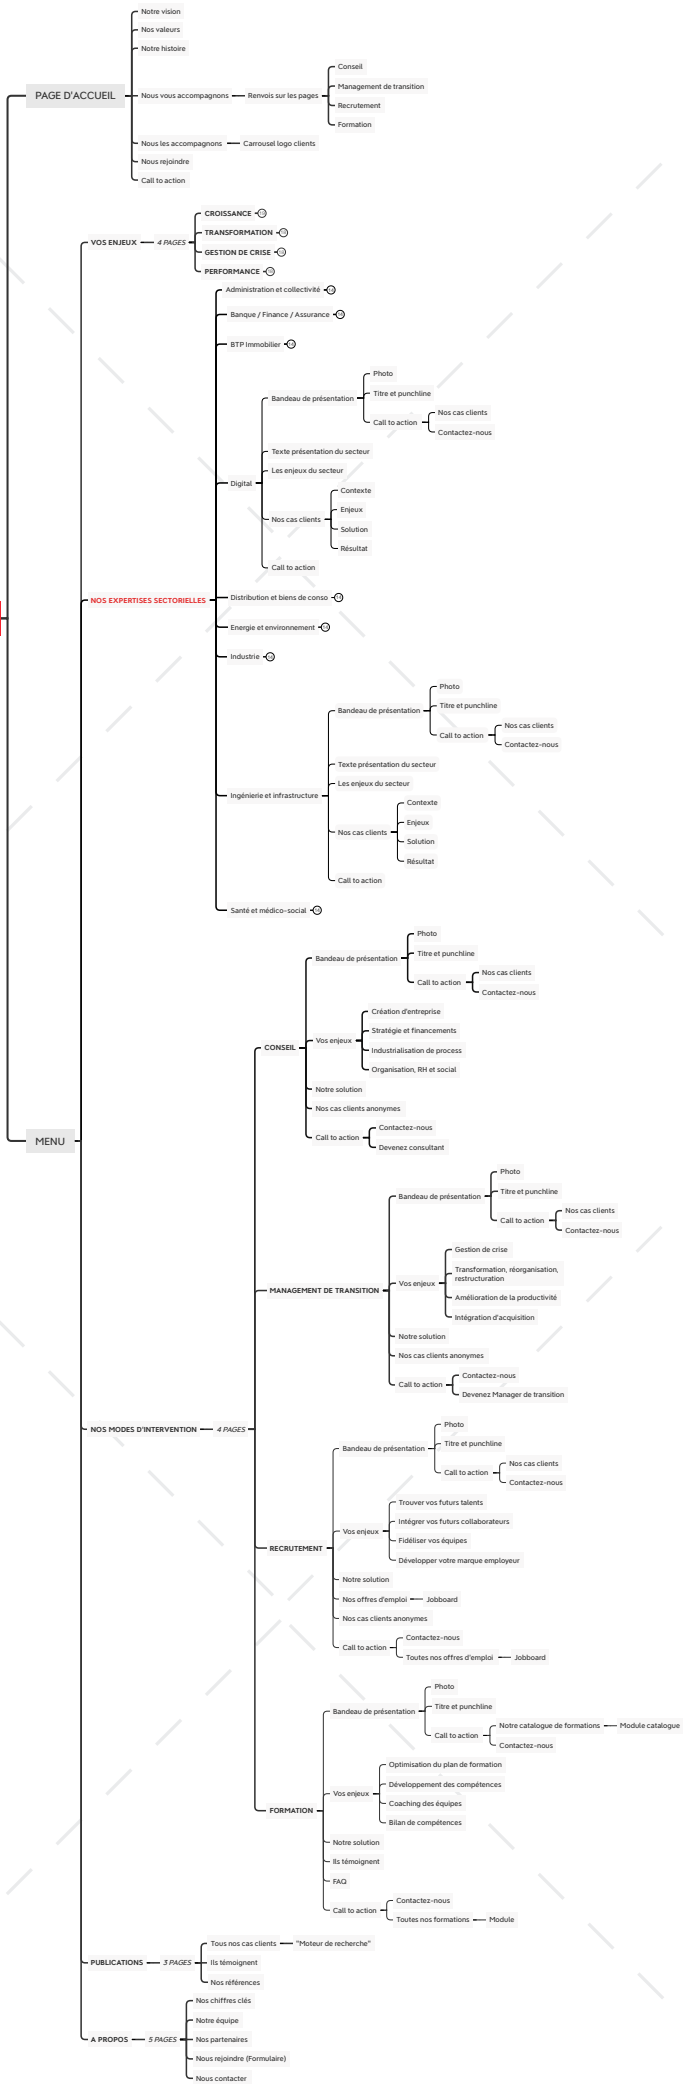 Notre vision
Nos valeurs
Notre histoire
PAGE D'ACCUEIL
Nous vous accompagnons
Renvois sur les pages
Conseil
Management de transition
Recrutement
Formation
Nous les accompagnons
Carrousel logo clients
Nous rejoindre
Call to action
VOS ENJEUX
4 PAGES
CROISSANCE
TRANSFORMATION
GESTION DE CRISE
PERFORMANCE
NOS EXPERTISES SECTORIELLES
Administration et collectivité
Banque / Finance / Assurance
BTP Immobilier
Digital
Bandeau de présentation
Photo
Titre et punchline
Call to action
Nos cas clients
Contactez-nous
Texte présentation du secteur
Les enjeux du secteur
Nos cas clients
Contexte
Enjeux
Solution
Résultat
Call to action
Distribution et biens de conso
Energie et environnement
Industrie
Ingénierie et infrastructure
Bandeau de présentation
Photo
Titre et punchline
Call to action
Nos cas clients
Contactez-nous
Texte présentation du secteur
Les enjeux du secteur
Nos cas clients
Contexte
Enjeux
Solution
Résultat
Call to action
Santé et médico-social
MENU
NOS MODES D'INTERVENTION
4 PAGES
CONSEIL
Bandeau de présentation
Photo
Titre et punchline
Call to action
Nos cas clients
Contactez-nous
Vos enjeux
Création d'entreprise
Stratégie et financements
Industrialisation de process
Organisation, RH et social
Notre solution
Nos cas clients anonymes
Call to action
Contactez-nous
Devenez consultant
MANAGEMENT DE TRANSITION
Bandeau de présentation
Photo
Titre et punchline
Call to action
Nos cas clients
Contactez-nous
Vos enjeux
Gestion de crise
Transformation, réorganisation,
restructuration
Amélioration de la productivité
Intégration d'acquisition
Notre solution
Nos cas clients anonymes
Call to action
Contactez-nous
Devenez Manager de transition
RECRUTEMENT
Bandeau de présentation
Photo
Titre et punchline
Call to action
Nos cas clients
Contactez-nous
Vos enjeux
Trouver vos futurs talents
Intégrer vos futurs collaborateurs
Fidéliser vos équipes
Développer votre marque employeur
Notre solution
Nos offres d'emploi
Jobboard
Nos cas clients anonymes
Call to action
Contactez-nous
Toutes nos offres d'emploi
Jobboard
FORMATION
Bandeau de présentation
Photo
Titre et punchline
Call to action
Notre catalogue de formations
Module catalogue
Contactez-nous
Vos enjeux
Optimisation du plan de formation
Développement des compétences
Coaching des équipes
Bilan de compétences
Notre solution
Ils témoignent
FAQ
Call to action
Contactez-nous
Toutes nos formations
Module
PUBLICATIONS
3 PAGES
Tous nos cas clients
"Moteur de recherche"
Ils témoignent
Nos références
A PROPOS
5 PAGES
Nos chiffres clés
Notre équipe
Nos partenaires
Nous rejoindre (Formulaire)
Nous contacter